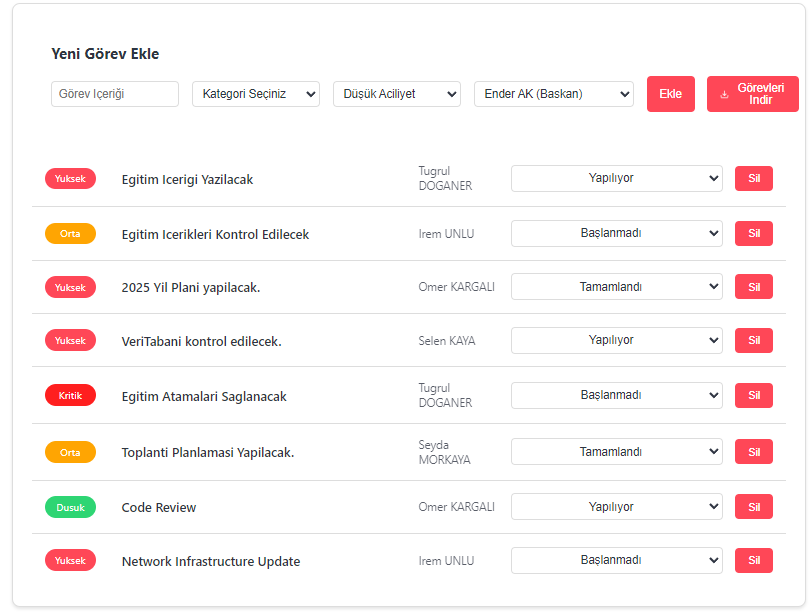 Yeni Görev Ekle
Görev İçeriği
Kategori Seçiniz
Düşük Aciliyet
Ender AK (Baskan)
Ekle
Görevleri
İndir
Yuksek
Egitim Icerigi Yazilacak
Tugrul
DOGANER
Yapılıyor
Sil
Orta
Egitim Icerikleri Kontrol Edilecek
Irem UNLU
Başlanmadı
Sil
Yuksek
2025 Yil Plani yapilacak.
Omer KARGALI
Tamamlandı
Sil
Yuksek
VeriTabani kontrol edilecek.
Selen KAYA
Yapılıyor
Sil
Kritik
Egitim Atamalari Saglanacak
Tugrul
DOGANER
Başlanmadı
Sil
Orta
Toplanti Planlamasi Yapilacak.
Seyda
MORKAYA
Tamamlandı
Sil
Dusuk
Code Review
Omer KARGALI
Yapılıyor
Sil
Yuksek
Network Infrastructure Update
Irem UNLU
Başlanmadı
Sil